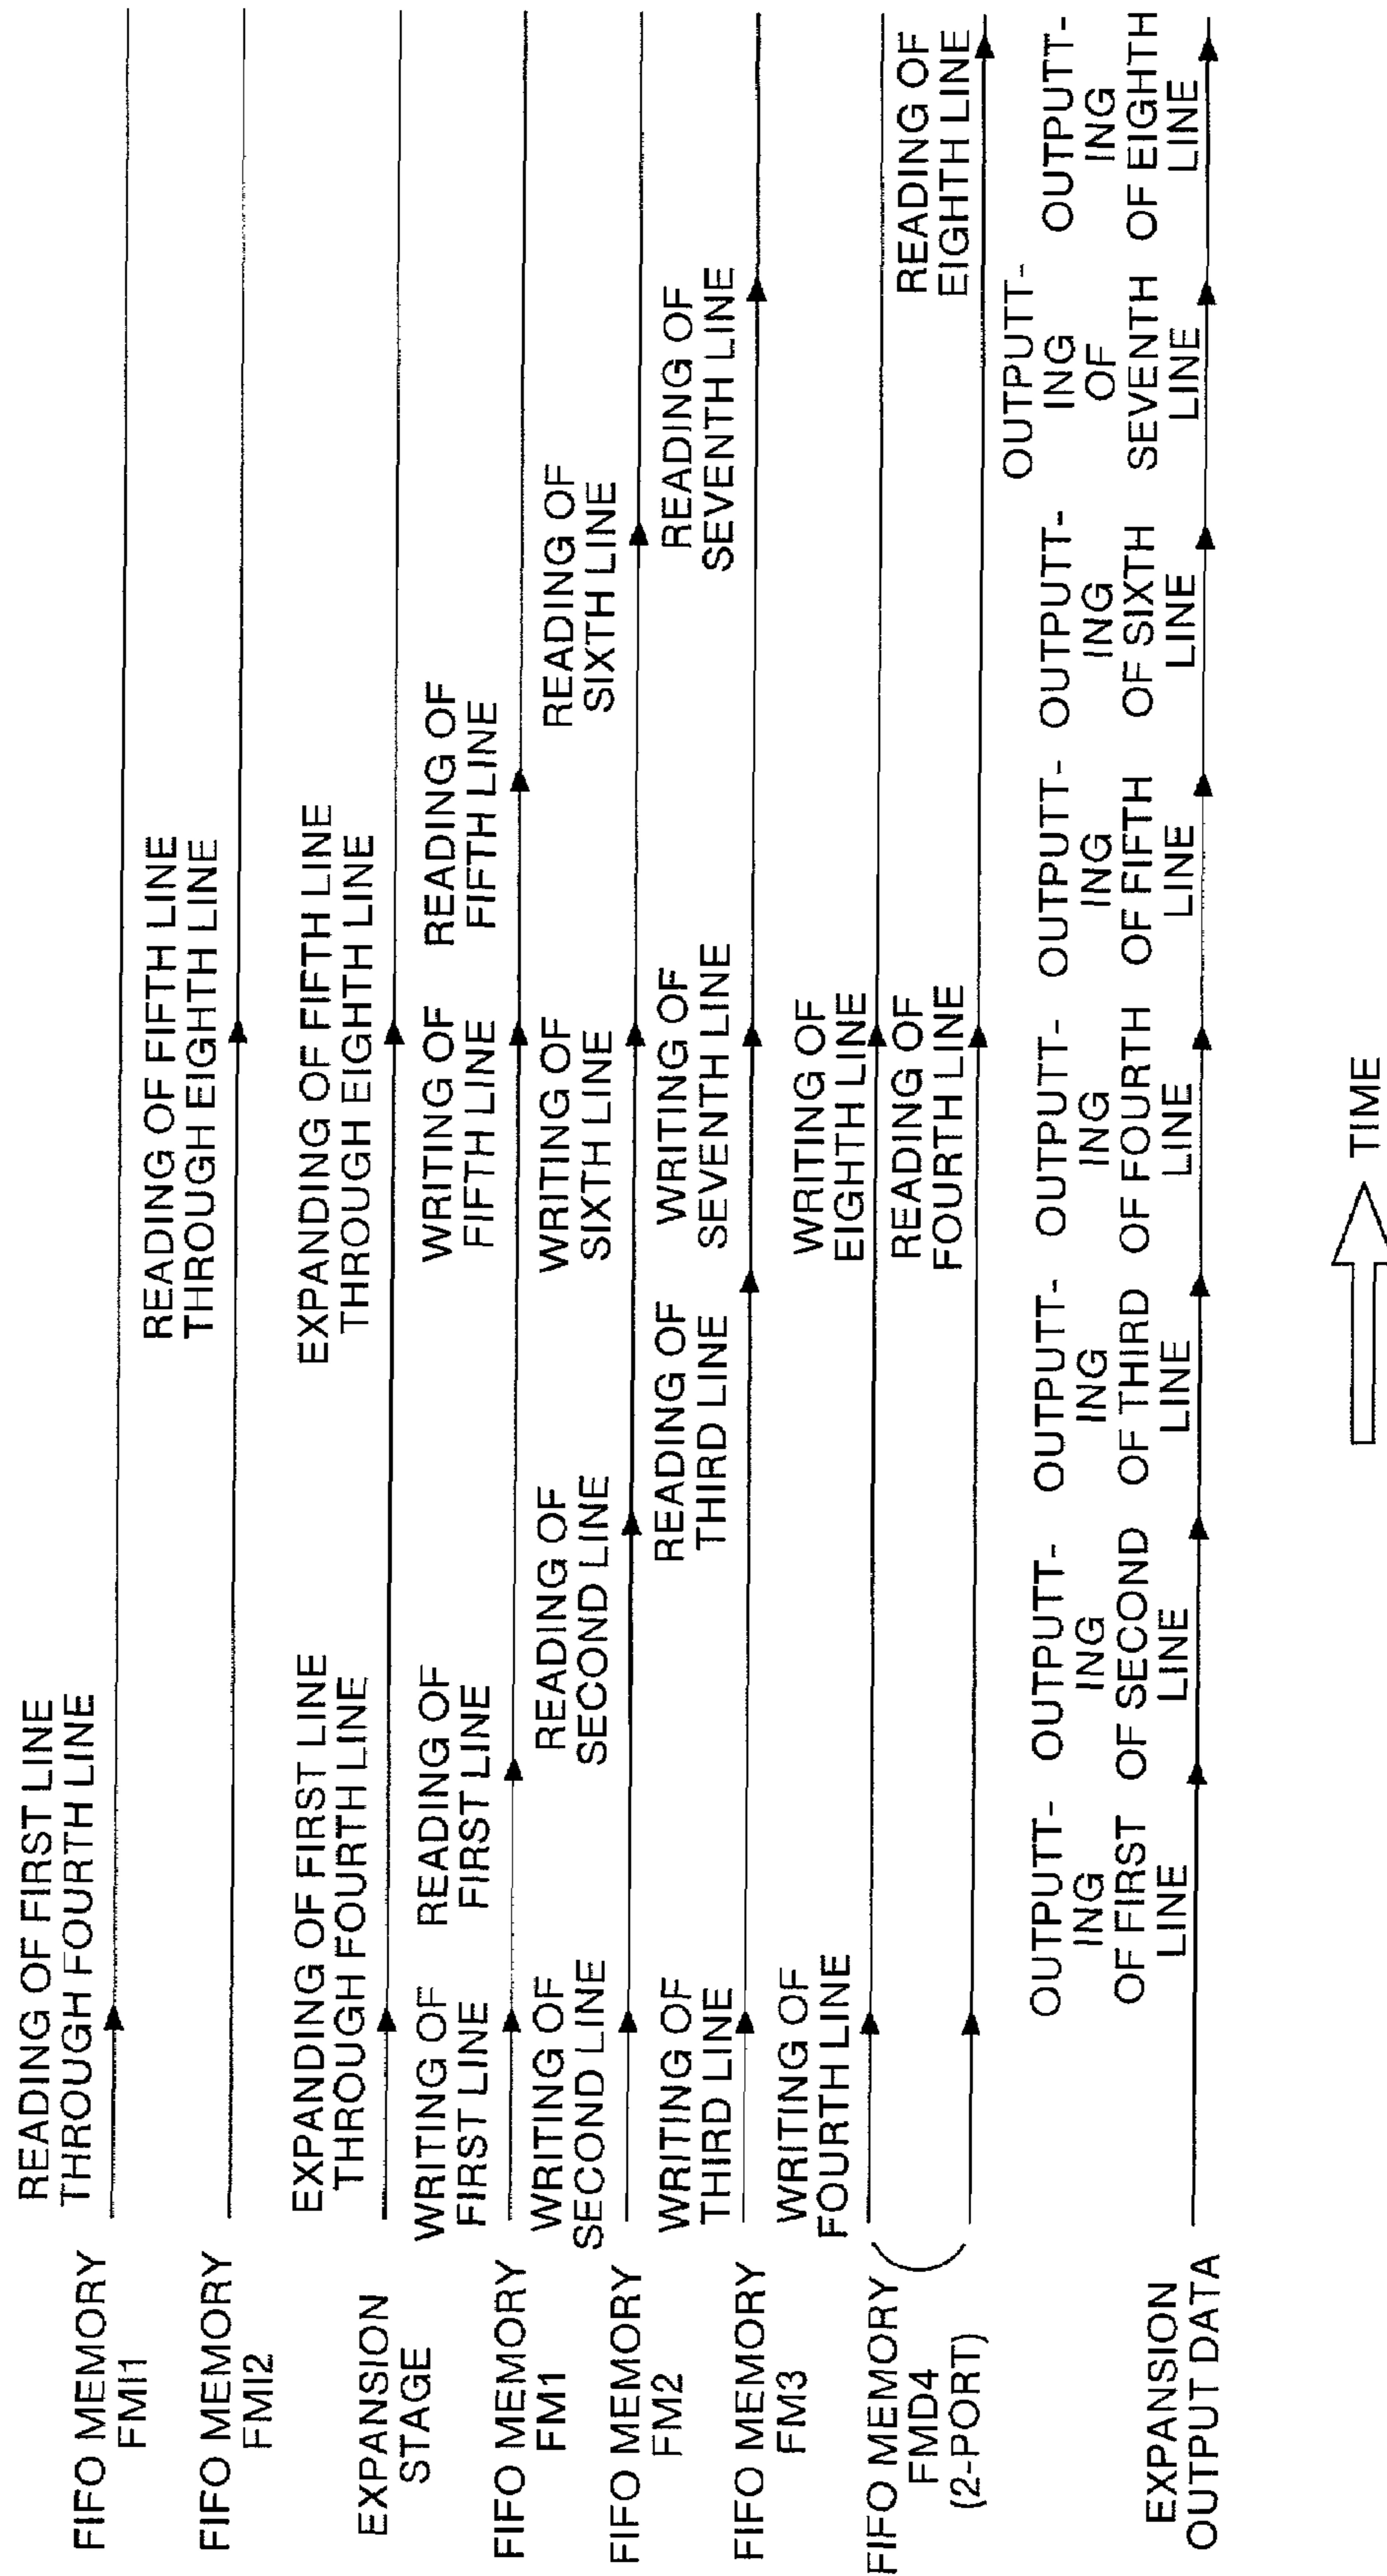 FIFO MEMORY
FMI1
READING OF FIRST LINE
THROUGH FOURTH LINE
FIFO MEMORY
FMI2
READING OF FIFTH LINE
THROUGH EIGHTH LINE
EXPANSION
STAGE
EXPANDING OF FIRST LINE
THROUGH FOURTH LINE
EXPANDING OF FIFTH LINE
THROUGH EIGHTH LINE
FIFO MEMORY
FM1
WRITING OF
FIRST LINE
READING OF
FIRST LINE
WRITING OF
FIFTH LINE
READING OF
FIFTH LINE
FIFO MEMORY
FM2
WRITING OF
SECOND LINE
READING OF
SECOND LINE
WRITING OF
SIXTH LINE
READING OF
SIXTH LINE
FIFO MEMORY
FM3
WRITING OF
THIRD LINE
READING OF
THIRD LINE
WRITING OF
SEVENTH LINE
READING OF
SEVENTH LINE
FIFO MEMORY
FMD4
(2-PORT)
WRITING OF
FOURTH LINE
WRITING OF
EIGHTH LINE
READING OF
FOURTH LINE
READING OF
EIGHTH LINE
EXPANSION
OUTPUT DATA
OUTPUTT-
ING
OF FIRST
LINE
OUTPUTT-
ING
OF SECOND
LINE
OUTPUTT-
ING
OF THIRD
LINE
OUTPUTT-
ING
OF FOURTH
LINE
OUTPUTT-
ING
OF FIFTH
LINE
OUTPUTT-
ING
OF SIXTH
LINE
OUTPUTT-
ING
OF
SEVENTH
LINE
OUTPUTT-
ING
OF EIGHTH
LINE
TIME